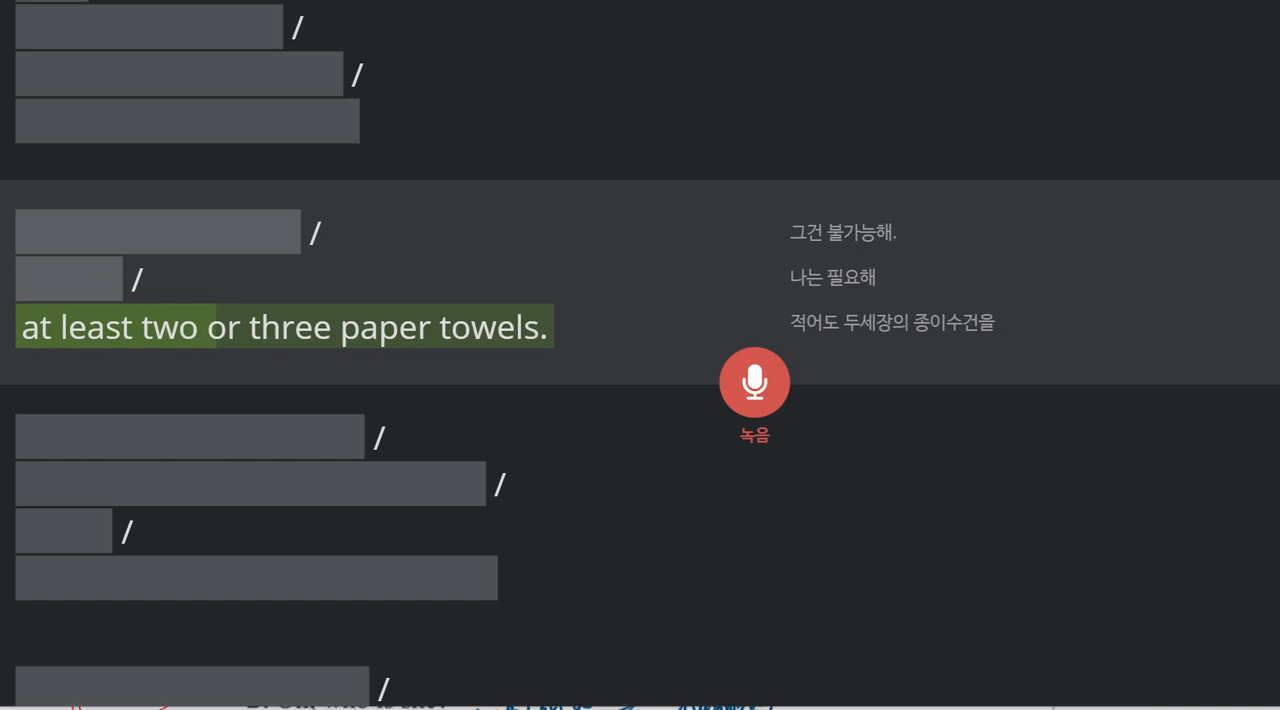 /
/
/
/
at least two or three paper towels.
그건 불가능해.
나는 필요해
적어도 두세장의 종이수건을
녹음
/
/
/
/